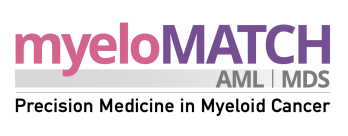 myeloMATCH
AML | MDS
Precision Medicine in Myeloid Cancer